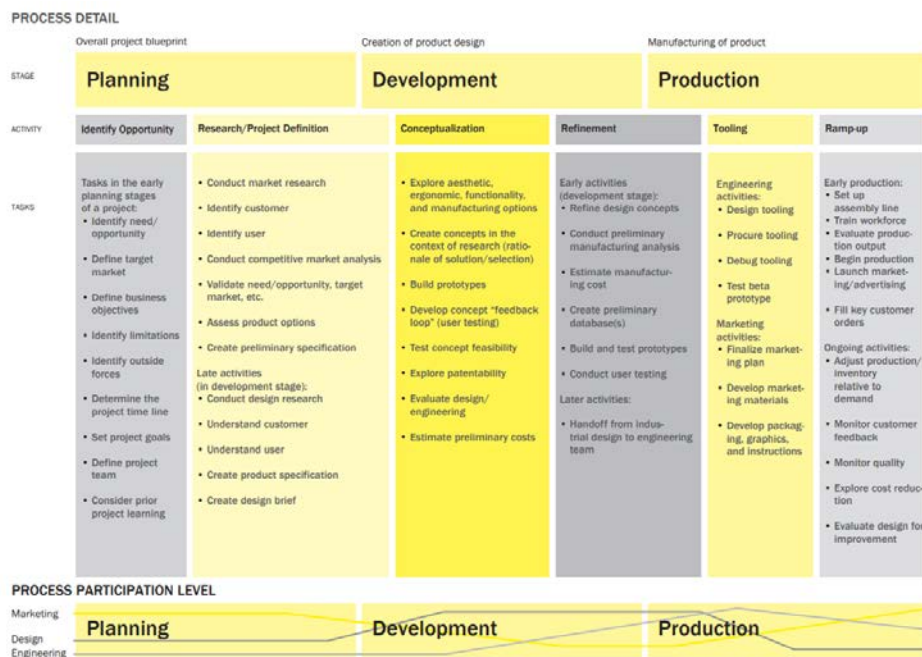 PROCESS DETAIL
Overall project blueprint
Creation of product design
Manufacturing of product
STAGE
Planning
Development
Production
ACTIVITY
Identify Opportunity
Research/Project Definition
Conceptualization
Refinement
Tooling
Ramp-up
TASKS
Tasks in the early
planning stages
of a project:
• Identify need/
opportunity
• Define target
market
• Define business
objectives
• Identify limitations
• Identify outside
forces
• Determine the
project time line
• Set project goals
• Define project
team
• Consider prior
project learning
• Conduct market research
• Identify customer
• Identify user
• Conduct competitive market analysis
• Validate need/opportunity, target
market, etc.
• Assess product options
• Create preliminary specification
Late activities
(in development stage):
• Conduct design research
• Understand customer
• Understand user
• Create product specification
• Create design brief
• Explore aesthetic,
ergonomic, functionality,
and manufacturing options
• Create concepts in the
context of research (ratio-
nale of solution/selection)
• Build prototypes
• Develop concept "feedback
loop" (user testing)
• Test concept feasibility
• Explore patentability
• Evaluate design/
engineering
• Estimate preliminary costs
Early activities
(development stage):
• Refine design concepts
• Conduct preliminary
manufacturing analysis
• Estimate manufactur-
ing cost
• Create preliminary
database(s)
• Build and test prototypes
• Conduct user testing
Later activities:
• Handoff from indus-
trial design to engineering
team
Engineering
activities:
• Design tooling
• Procure tooling
• Debug tooling
• Test beta
prototype
Marketing
activities:
• Finalize market-
ing plan
• Develop market-
ing materials
• Develop packag-
ing, graphics,
and instructions
Early production:
• Set up
assembly line
• Train workforce
• Evaluate produc-
tion output
• Begin production
• Launch market-
ing/advertising
• Fill key customer
orders
Ongoing activities:
• Adjust production/
inventory
relative to
demand
• Monitor customer
feedback
• Monitor quality
• Explore cost reduc-
tion
• Evaluate design for
improvement
PROCESS PARTICIPATION LEVEL
Marketing
Design
Engineering
Planning
Development
Production